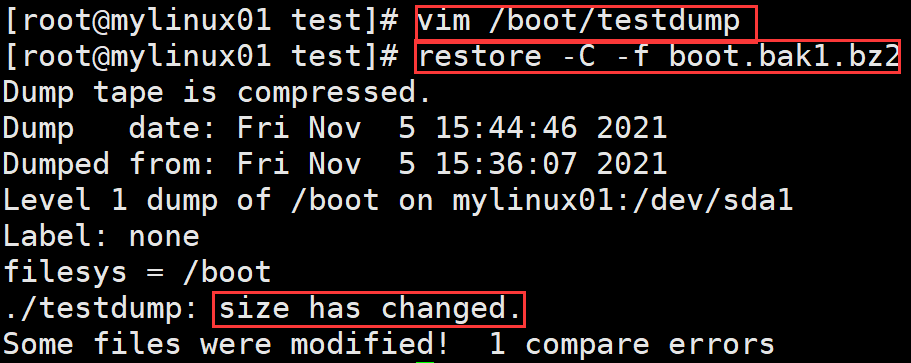 [root@mylinux01 test]# vim /boot/testdump
[root@mylinux01 test]# restore -C -f boot.bak1.bz2
Dump tape is compressed.
Dump   date: Fri Nov  5 15:44:46 2021
Dumped from: Fri Nov  5 15:36:07 2021
Level 1 dump of /boot on mylinux01:/dev/sda1
Label: none
filesys = /boot
./testdump: size has changed.
Some files were modified!  1 compare errors